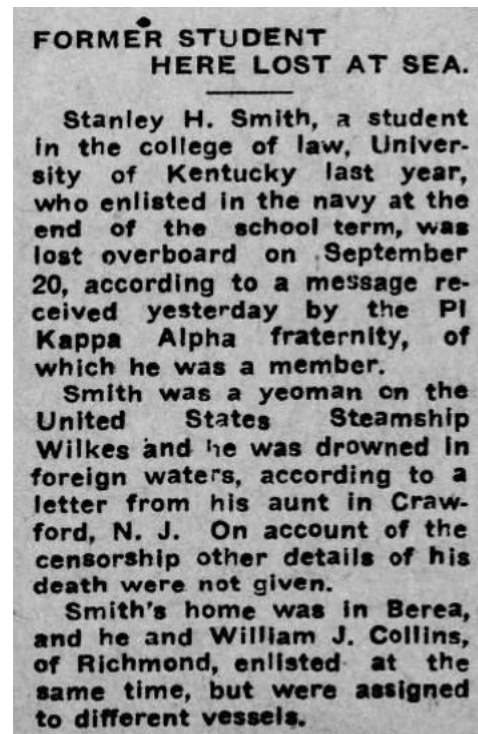 FORMER STUDENT
HERE LOST AT SEA.
Stanley H. Smith, a student
in the college of law, Univer-
sity of Kentucky last year,
who enlisted in the navy at the
end of the school term, was
lost overboard on September
20, according to a message re-
ceived yesterday by the Pi
Kappa Alpha fraternity, of
which he was a member.
Smith was a yeoman on the
United States Steamship
Wilkes and he was drowned in
foreign waters, according to a
letter from his aunt in Craw-
ford, N. J. On account of the
censorship other details of his
death were not given.
Smith's home was in Berea,
and he and William J. Collins,
of Richmond, enlisted at the
same time, but were assigned
to different vessels.